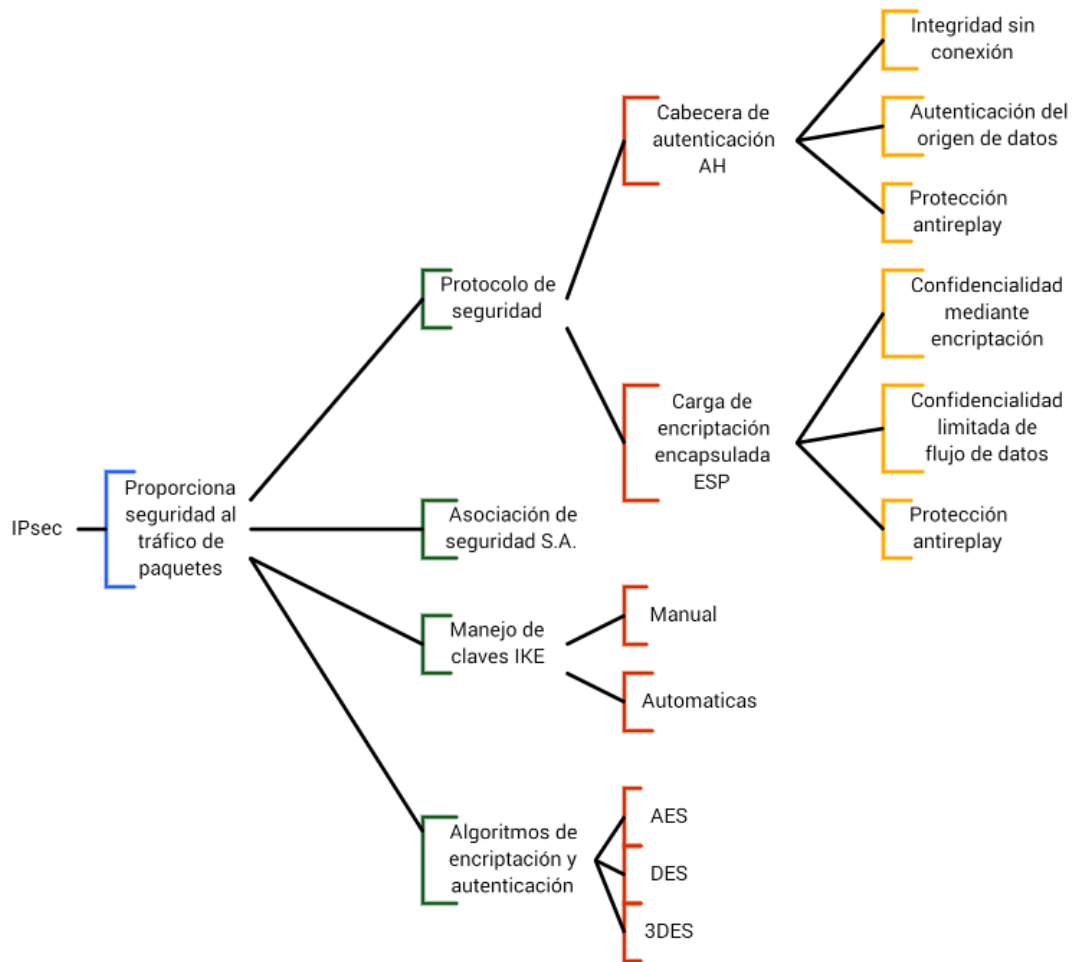 IPsec
Proporciona
seguridad al
tráfico de
paquetes
Protocolo de
seguridad
Cabecera de
autenticación
AH
Integridad sin
conexión
Autenticación del
origen de datos
Protección
antireplay
Carga de
encriptación
encapsulada
ESP
Confidencialidad
mediante
encriptación
Confidencialidad
limitada de
flujo de datos
Protección
antireplay
Asociación de
seguridad S.A.
Manejo de
claves IKE
Manual
Automaticas
Algoritmos de
encriptación y
autenticación
AES
DES
3DES